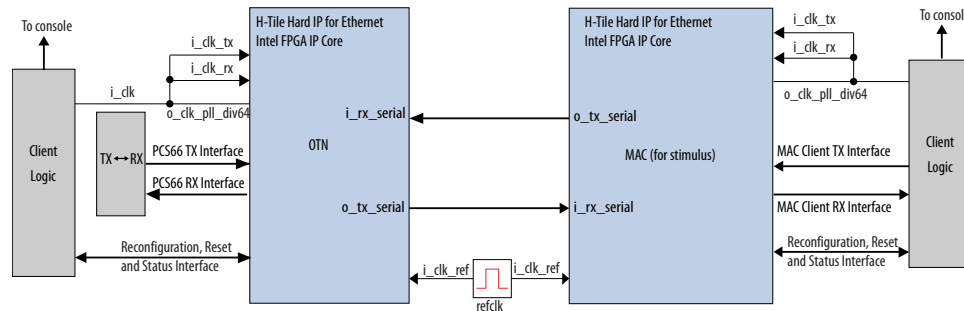 To console
H-Tile Hard IP for Ethernet
Intel FPGA IP Core
i_clk_tx
i_clk_rx
i_clk
o_clk_pll_div64
Client
Logic
TX
RX
PCS66 TX Interface
PCS66 RX Interface
Reconfiguration, Reset
and Status Interface
i_rx_serial
OTN
o_tx_serial
i_clk_ref
i_clk_ref
refclk
H-Tile Hard IP for Ethernet
Intel FPGA IP Core
o_tx_serial
MAC (for stimulus)
i_rx_serial
To consol
i_clk_tx
i_clk_rx
o_clk_pll_div64
MAC Client TX Interface
MAC Client RX Interface
Reconfiguration, Reset
and Status Interface
Client
Logic